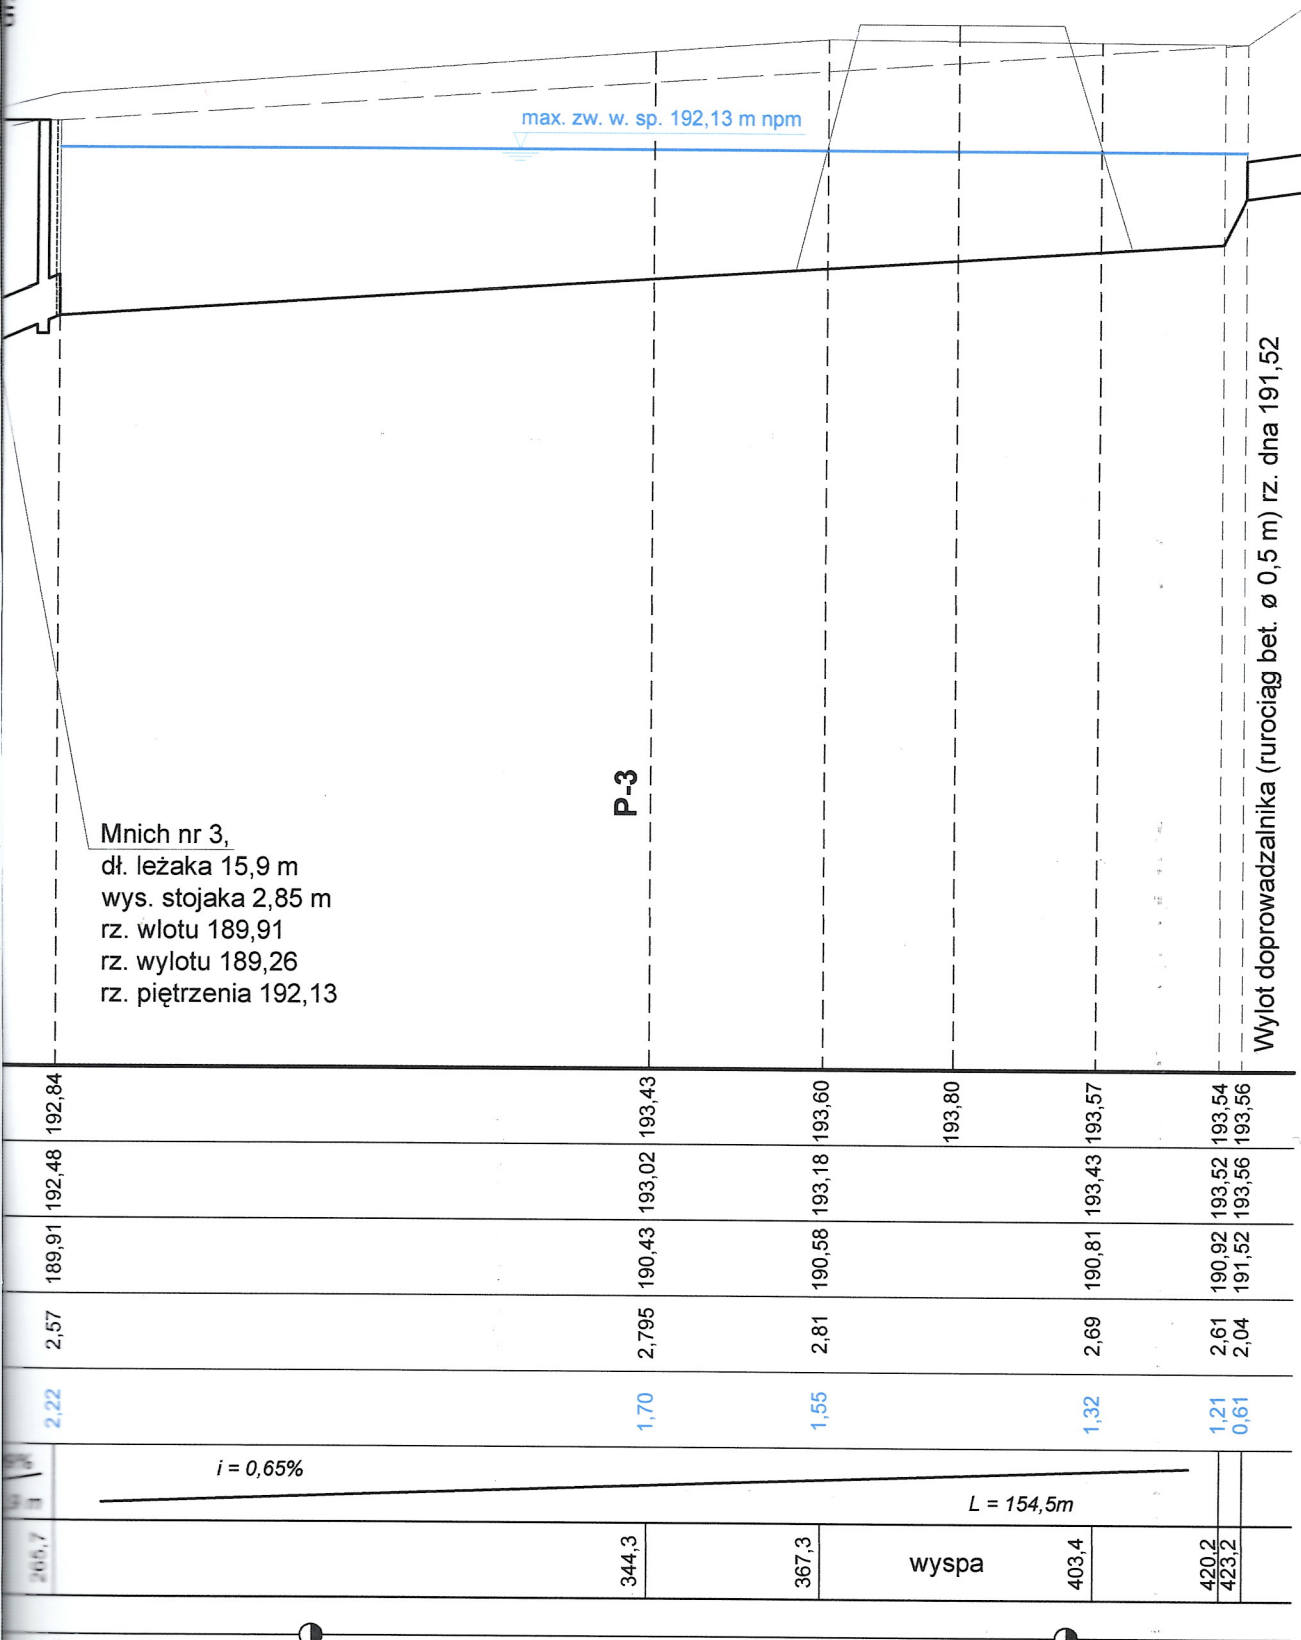 max. zw. w. sp. 192,13 m npm
Wylot doprowadzalnika (rurociąg bet. ø 0,5 m) rz. dna 191,52
P-3
Mnich nr 3,
dł. leżaka 15,9 m
wys. stojaka 2,85 m
rz. wlotu 189,91
rz. wylotu 189,26
rz. piętrzenia 192,13
192,84 193,43 193,60 193,80 193,57 193,54 193,56
192,48 193,02 193,18 193,43 193,52 193,56
189,91 190,43 190,58 190,81 190,92 191,52
2,57 2,795 2,81 2,69 2,61 2,04
2,22 1,70 1,55 1,32 1,21 0,61
i = 0,65%
L = 154,5m
265,7 344,3 367,3 wyspa 403,4 420,2 423,2